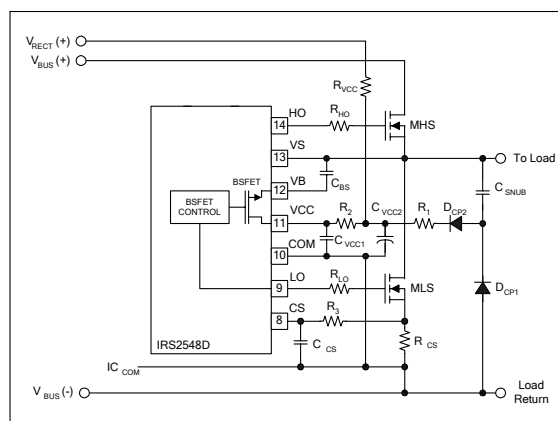 VRECT (+)
VBUS (+)
RVCC
HO
14
RHO
MHS
VS
13
To Load
VB
12
CBS
CSNUB
BSFET
BSFET
CONTROL
VCC
11
R2
CVCC2
R1
DCP2
CVCC1
COM
10
LO
9
RLO
MLS
DCP1
CS
8
R3
CCS
RCS
IRS2548D
ICCOM
VBUS (-)
Load
Return